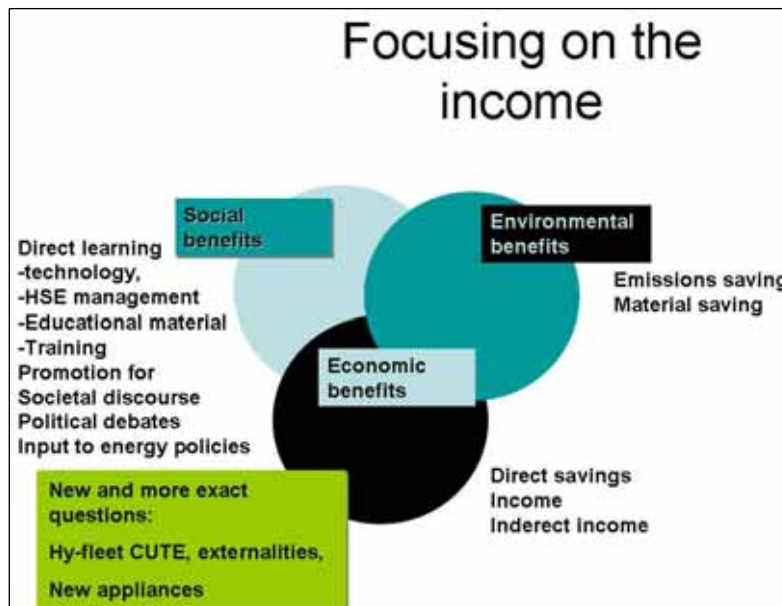 Focusing on the
income
Social
benefits
Environmental
benefits
Direct learning
-technology,
-HSE management
-Educational material
-Training
Promotion for
Societal discourse
Political debates
Input to energy policies
Emissions saving
Material saving
Economic
benefits
Direct savings
Income
Inderect income
New and more exact
questions:
Hy-fleet CUTE, externalities,
New appliances